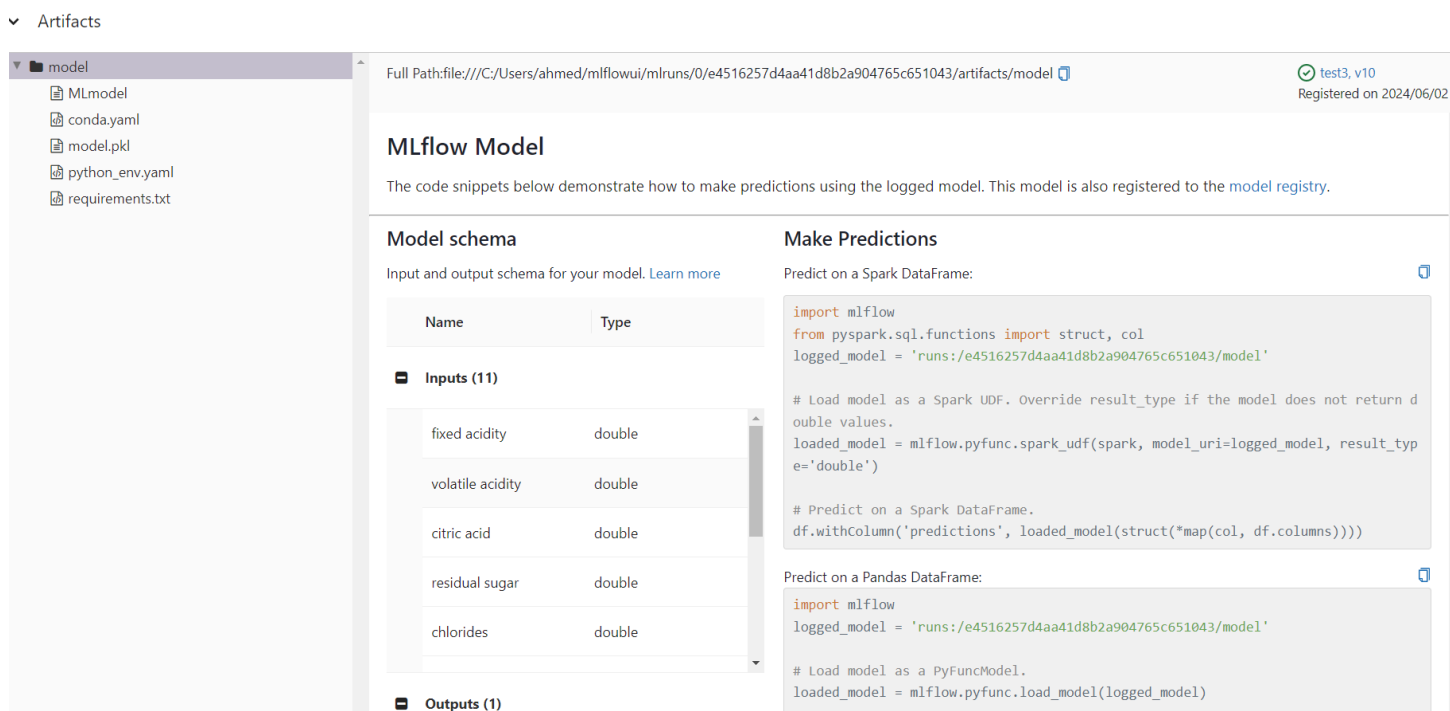 Artifacts
model
MLmodel
conda.yaml
model.pkl
python_env.yaml
requirements.txt
Full Path:file:///C:/Users/ahmed/mlflowui/mlruns/0/e4516257d4aa41d8b2a904765c651043/artifacts/model
test3, v10
Registered on 2024/06/02
MLflow Model
The code snippets below demonstrate how to make predictions using the logged model. This model is also registered to the model registry.
Model schema
Input and output schema for your model. Learn more
Name Type
Inputs (11)
fixed acidity double
volatile acidity double
citric acid double
residual sugar double
chlorides double
Outputs (1)
Make Predictions
Predict on a Spark DataFrame:
import mlflow
from pyspark.sql.functions import struct, col
logged_model = 'runs:/e4516257d4aa41d8b2a904765c651043/model'
# Load model as a Spark UDF. Override result_type if the model does not return d
ouble values.
loaded_model = mlflow.pyfunc.spark_udf(spark, model_uri=logged_model, result_typ
e='double')
# Predict on a Spark DataFrame.
df.withColumn('predictions', loaded_model(struct(*map(col, df.columns))))
Predict on a Pandas DataFrame:
import mlflow
logged_model = 'runs:/e4516257d4aa41d8b2a904765c651043/model'
# Load model as a PyFuncModel.
loaded_model = mlflow.pyfunc.load_model(logged_model)